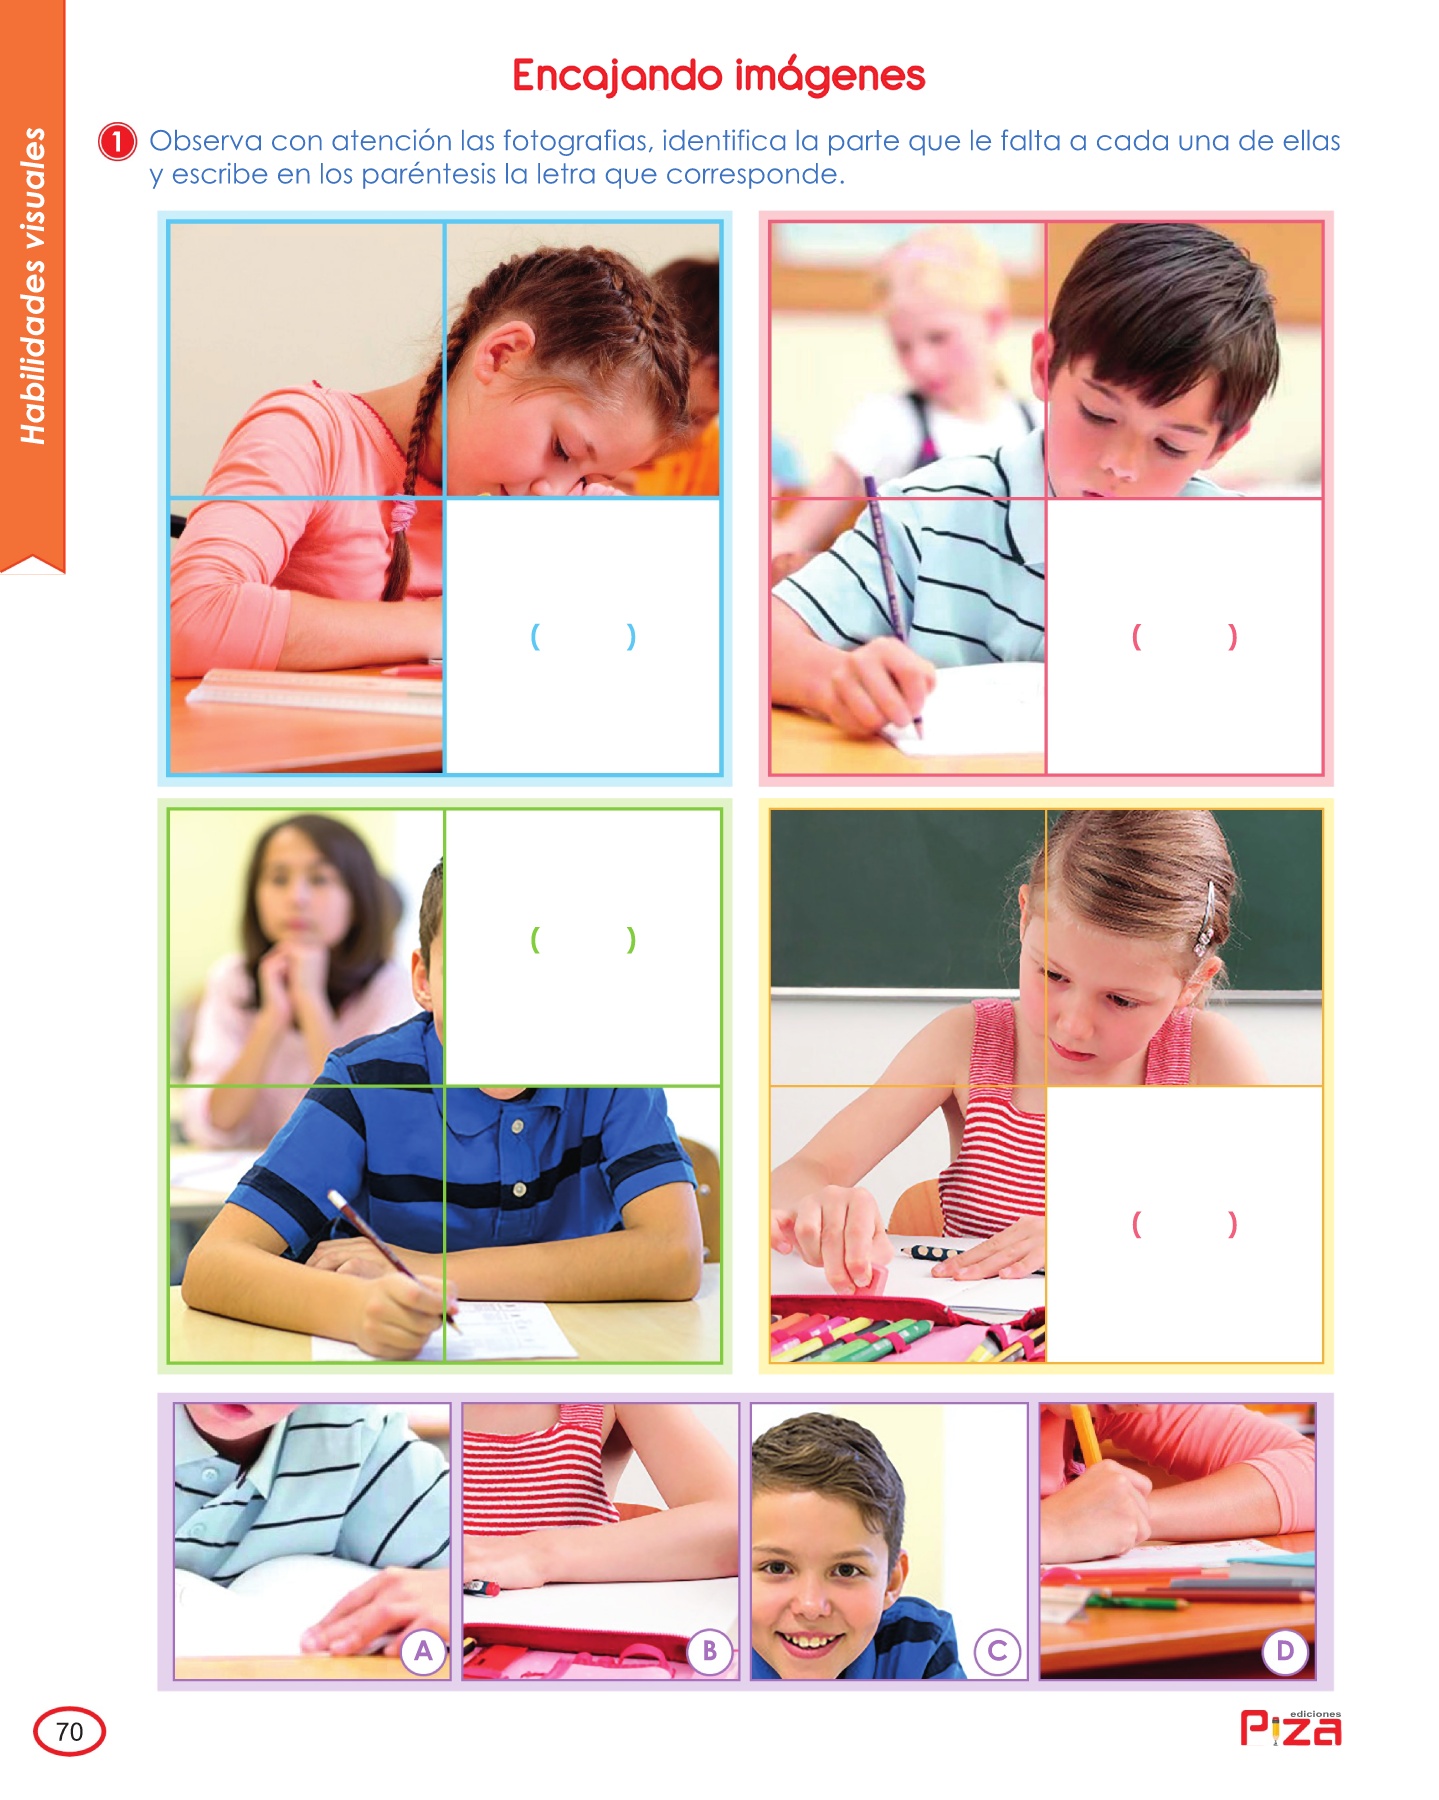 Habilidades visuales
Encajando imágenes
1 Observa con atención las fotografias, identifica la parte que le falta a cada una de ellas
y escribe en los paréntesis la letra que corresponde.
( ) ( )
( )
( )
A B C D
70
ediciones
Piza